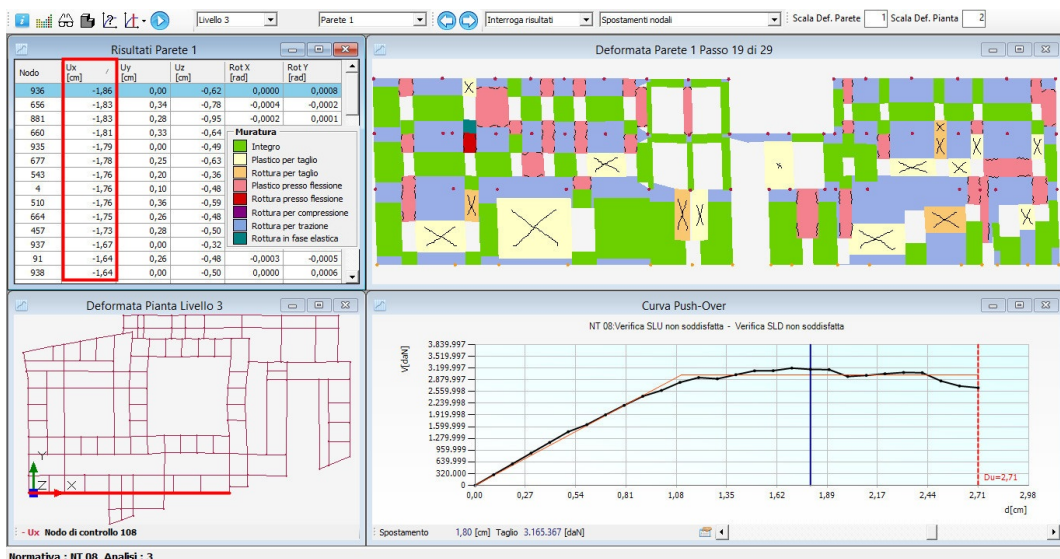 Livello 3 Parete 1 Interroga risultati Spostamenti nodali Scala Def. Parete 1 Scala Def. Pianta 2
Risultati Parete 1
Nodo Ux [cm] / Uy [cm] Uz [cm] Rot X [rad] Rot Y [rad]
936 -1,86 0,00 -0,62 0,0000 0,0008
656 -1,83 0,34 -0,78 -0,0004 -0,0002
881 -1,83 0,28 -0,95 -0,0002 0,0001
660 -1,81 0,33 -0,64
935 -1,79 0,00 -0,49
677 -1,78 0,25 -0,63
543 -1,76 0,20 -0,36
4 -1,76 0,10 -0,48
510 -1,76 0,36 -0,59
664 -1,75 0,26 -0,48
457 -1,73 0,28 -0,50
937 -1,67 0,00 -0,32
91 -1,64 0,26 -0,48 -0,0003 -0,0005
938 -1,64 0,00 -0,50 0,0000 0,0006
Muratura
Integro
Plastico per taglio
Rottura per taglio
Plastico presso flessione
Rottura presso flessione
Rottura per compressione
Rottura per trazione
Rottura in fase elastica
Deformata Parete 1 Passo 19 di 29
Deformata Pianta Livello 3
Y
Z X
- Ux Nodo di controllo 108
Curva Push-Over
NT 08:Verifica SLU non soddisfatta - Verifica SLD non soddisfatta
V[daN]
3.839.997
3.519.997
3.199.998
2.879.997
2.559.998
2.239.998
1.919.998
1.599.999
1.279.999
959.999
639.999
320.000
0
Du=2,71
0,00 0,27 0,54 0,81 1,08 1,35 1,62 1,89 2,17 2,44 2,71 2,98
d[cm]
Spostamento 1,80 [cm] Taglio 3.165.367 [daN]
Normativa : NT 08 Analisi : 3